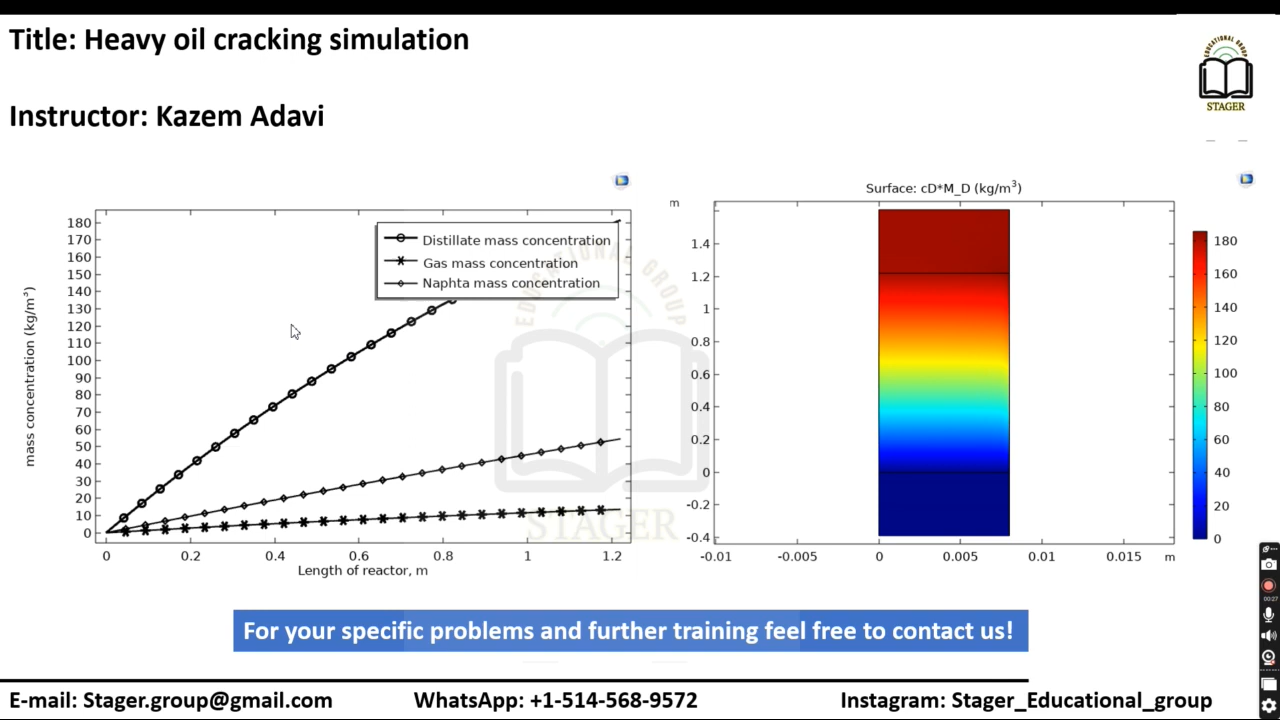 Title: Heavy oil cracking simulation
EDUCATIONAL GROUP
STAGER
Instructor: Kazem Adavi
mass concentration (kg/m³)
180
170
160
150
140
130
120
110
100
90
80
70
60
50
40
30
20
10
0
Distillate mass concentration
Gas mass concentration
Naphta mass concentration
EDUCATIONAL GROUP
STAGER
0 0.2 0.4 0.6 0.8 1 1.2
Length of reactor, m
Surface: cD*M_D (kg/m³)
m
1.4
1.2
1
0.8
0.6
0.4
0.2
0
-0.2
-0.4
-0.01 -0.005 0 0.005 0.01 0.015 m
180
160
140
120
100
80
60
40
20
0
00:27
For your specific problems and further training feel free to contact us!
E-mail: Stager.group@gmail.com WhatsApp: +1-514-568-9572 Instagram: Stager_Educational_group